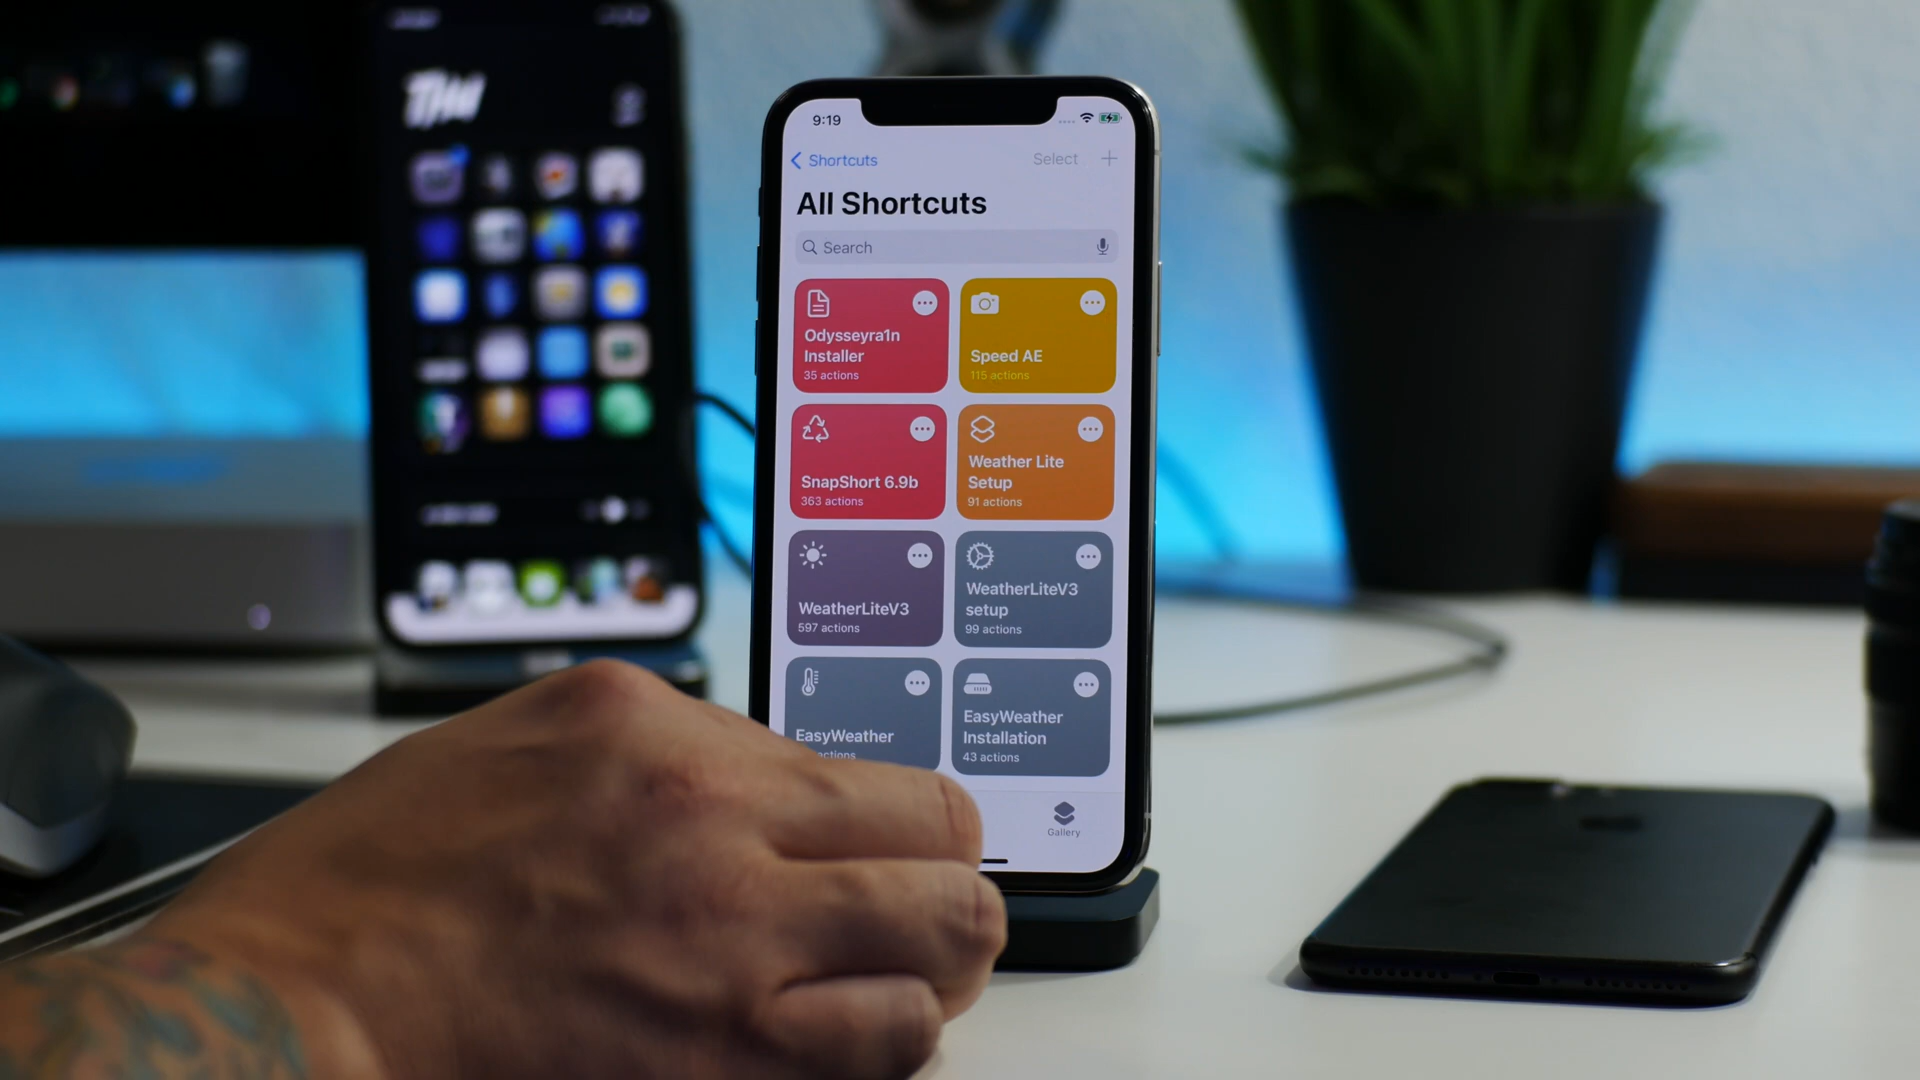 THW
9:19
Shortcuts
Select
All Shortcuts
Search
Odysseyra1n
Installer
35 actions
Speed AE
115 actions
SnapShort 6.9b
363 actions
Weather Lite
Setup
91 actions
WeatherLiteV3
597 actions
WeatherLiteV3
setup
99 actions
EasyWeather
actions
EasyWeather
Installation
43 actions
Gallery